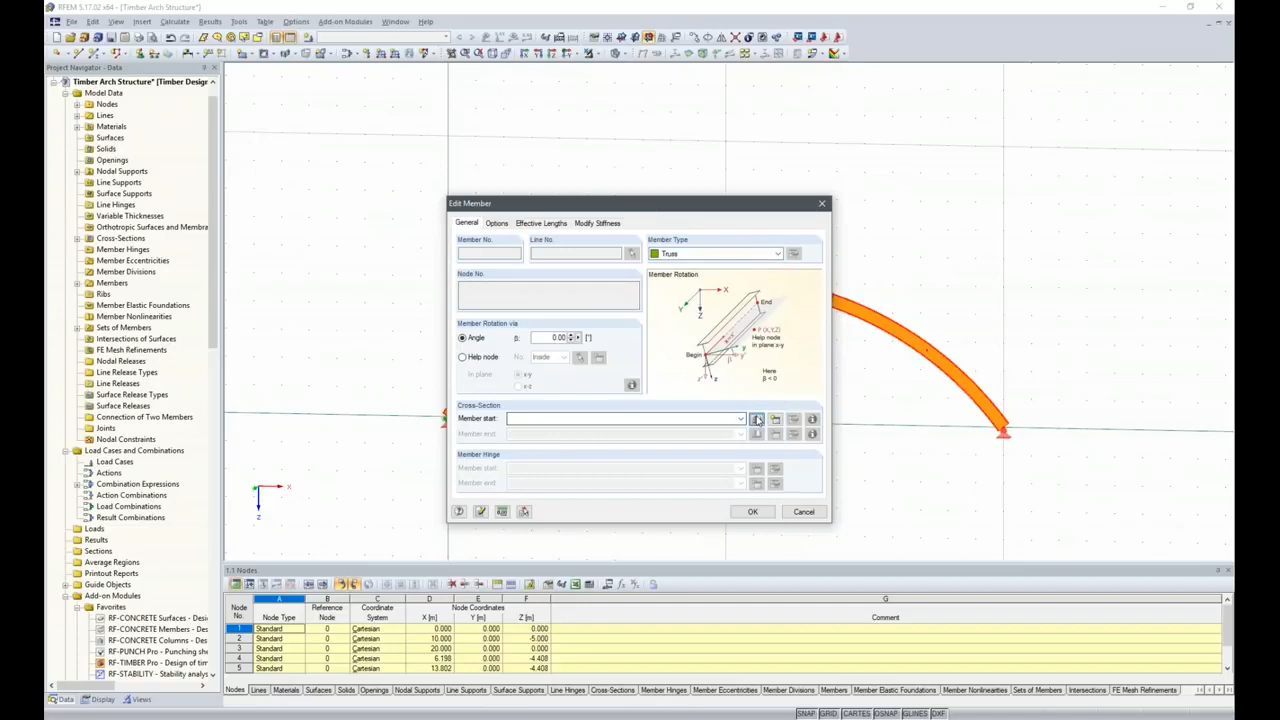 RFEM 5.17.02 x64 - [Timber Arch Structure*]
File Edit View Insert Calculate Results Tools Table Options Add-on Modules Window Help
Project Navigator - Data
Timber Arch Structure* [Timber Desigr
Model Data
Nodes
Lines
Materials
Surfaces
Solids
Openings
Nodal Supports
Line Supports
Surface Supports
Line Hinges
Variable Thicknesses
Orthotropic Surfaces and Membra
Cross-Sections
Member Hinges
Member Eccentricities
Member Divisions
Members
Ribs
Member Elastic Foundations
Member Nonlinearities
Sets of Members
Intersections of Surfaces
FE Mesh Refinements
Nodal Releases
Line Release Types
Line Releases
Surface Release Types
Surface Releases
Connection of Two Members
Joints
Nodal Constraints
Load Cases and Combinations
Load Cases
Actions
Combination Expressions
Action Combinations
Load Combinations
Result Combinations
Loads
Results
Sections
Average Regions
Printout Reports
Guide Objects
Add-on Modules
Favorites
RF-CONCRETE Surfaces - Desi
RF-CONCRETE Members - De
RF-CONCRETE Columns - Des
RF-PUNCH Pro - Punching sh
RF-TIMBER Pro - Design of tim
RF-STABILITY - Stability analys
Data Display Views
X
Z
Edit Member
General Options Effective Lengths Modify Stiffness
Member No. Line No. Member Type
Truss
Node No.
Member Rotation
X
Y
Z
End
P (X,Y,Z)
Help node
in plane x-z
Begin
Here
β < 0
Member Rotation via
Angle β: 0.00 [°]
Help node No.: Inside
In plane x-y
x-z
Cross-Section
Member start:
Member end:
Member Hinge
Member start:
Member end:
OK Cancel
1.1 Nodes
A B C D E F G
Node No. Node Type Reference Node Coordinate System Node Coordinates X [m] Y [m] Z [m] Comment
1 Standard 0 Cartesian 0.000 0.000 0.000
2 Standard 0 Cartesian 10.000 0.000 -5.000
3 Standard 0 Cartesian 20.000 0.000 0.000
4 Standard 0 Cartesian 6.198 0.000 -4.408
5 Standard 0 Cartesian 13.802 0.000 -4.408
Nodes Lines Materials Surfaces Solids Openings Nodal Supports Line Supports Surface Supports Line Hinges Cross-Sections Member Hinges Member Eccentricities Member Divisions Members Member Elastic Foundations Member Nonlinearities Sets of Members Intersections FE Mesh Refinements
SNAP GRID CARTES OSNAP GLINES DXF